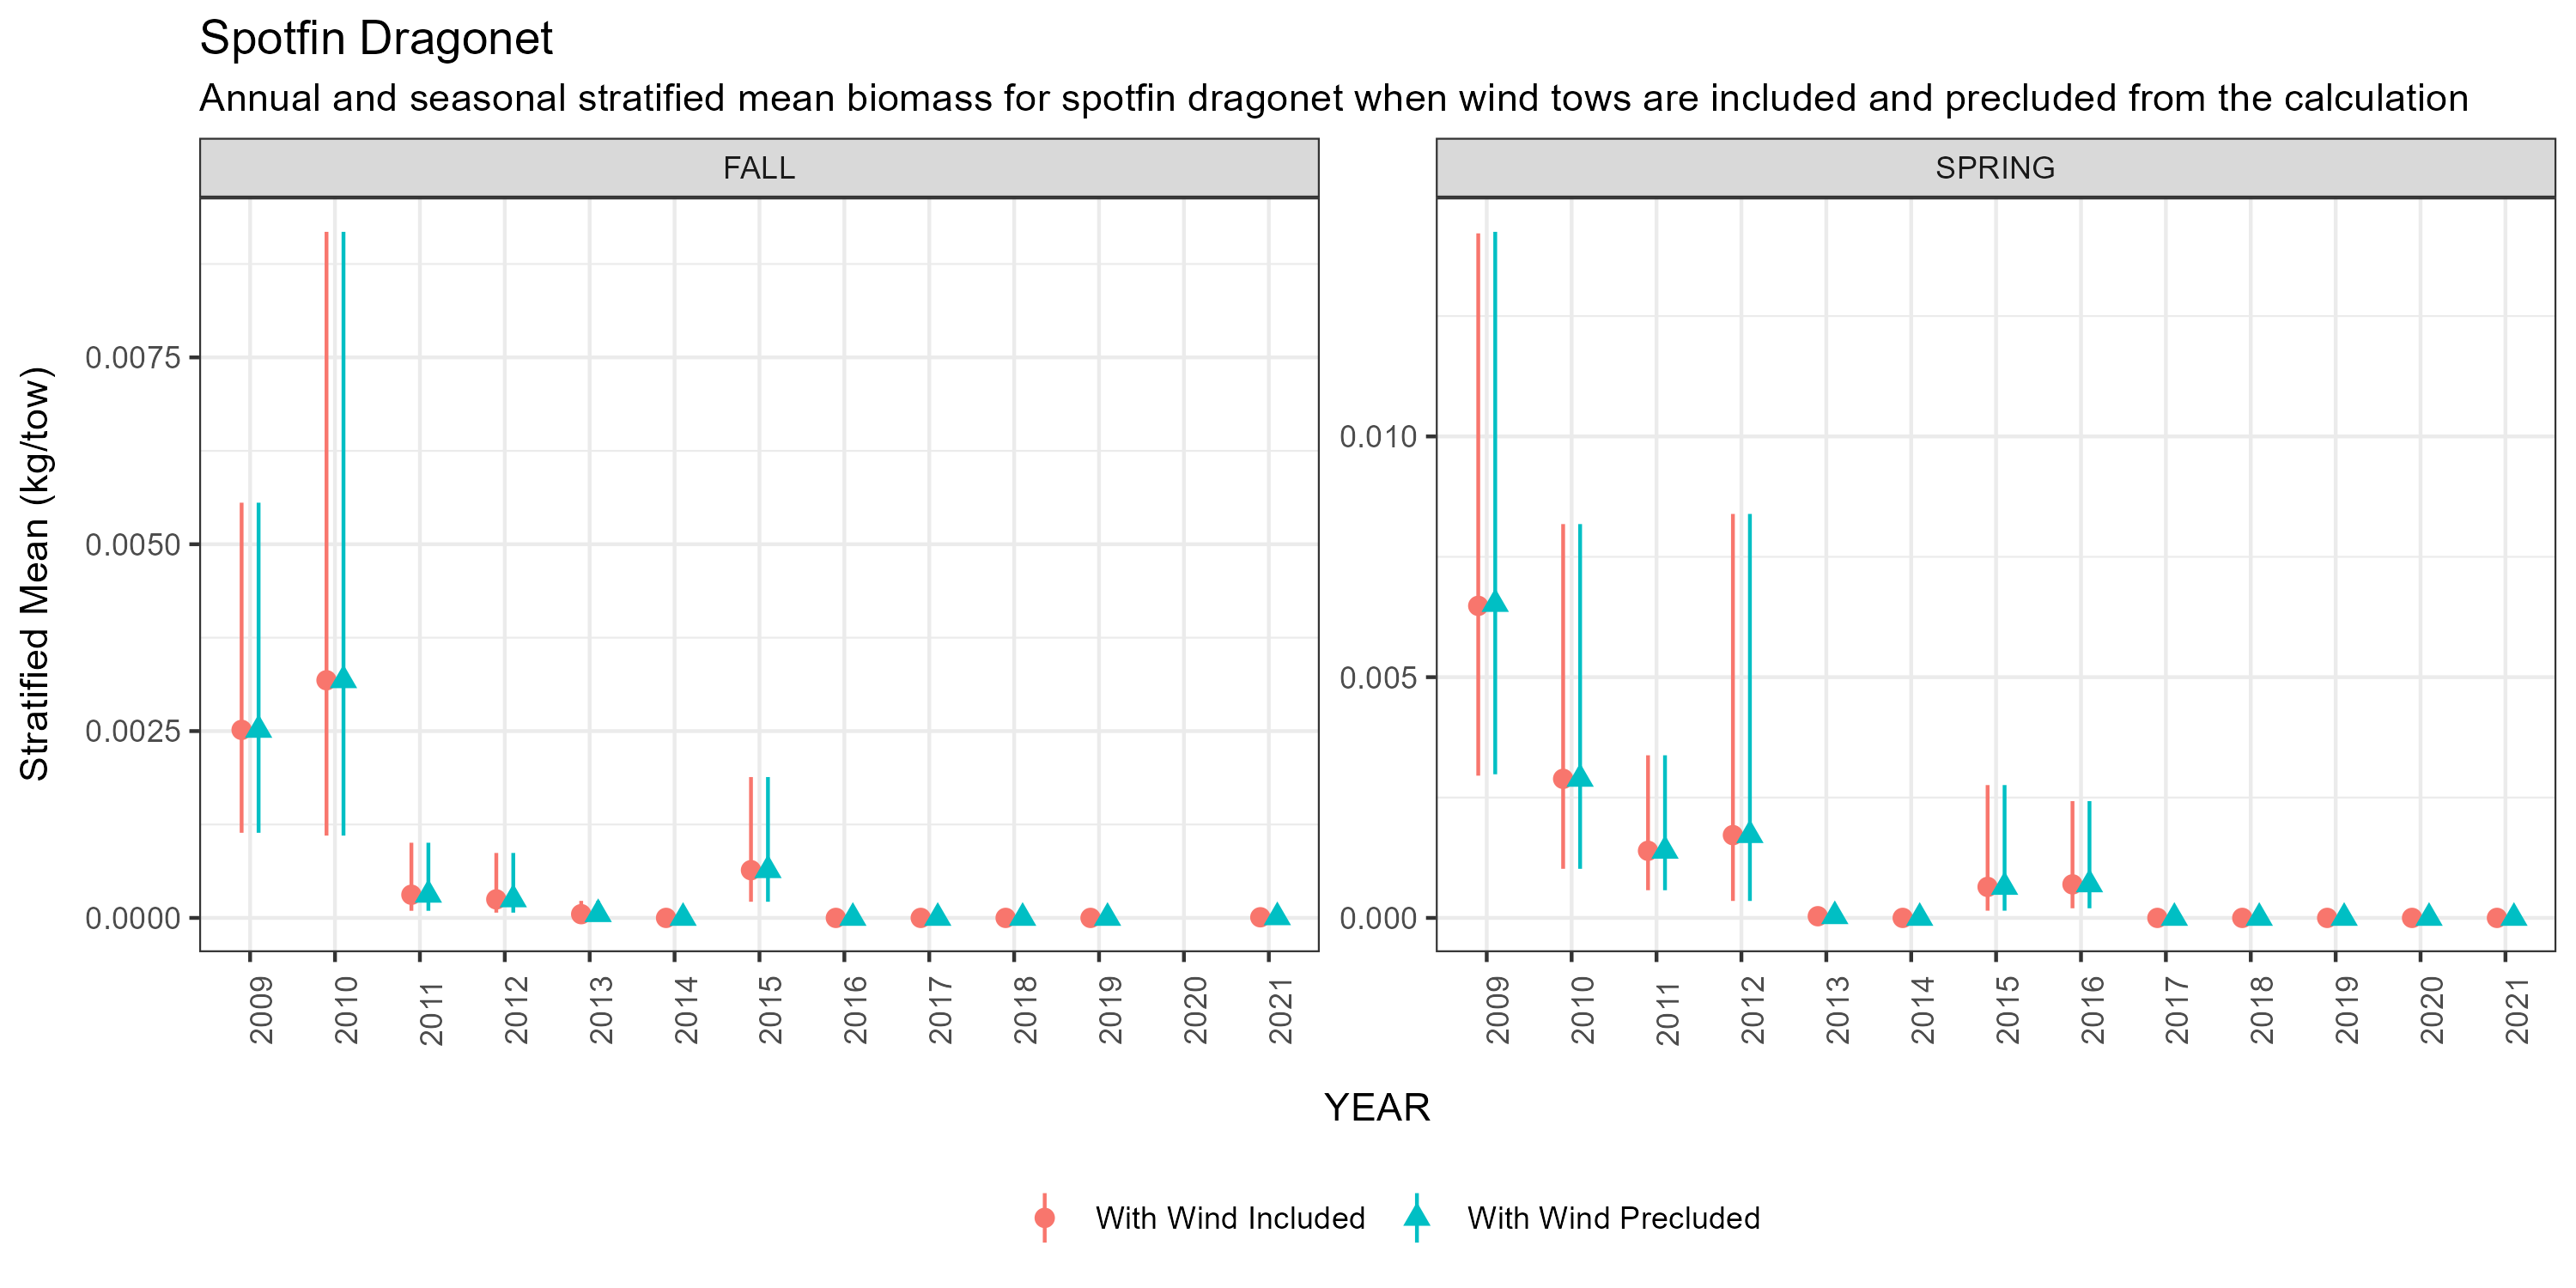 Spotfin Dragonet
Annual and seasonal stratified mean biomass for spotfin dragonet when wind tows are included and precluded from the calculation
FALL
SPRING
Stratified Mean (kg/tow)
0.0075
0.0050
0.0025
0.0000
0.010
0.005
0.000
2009 2010 2011 2012 2013 2014 2015 2016 2017 2018 2019 2020 2021
2009 2010 2011 2012 2013 2014 2015 2016 2017 2018 2019 2020 2021
YEAR
With Wind Included
With Wind Precluded